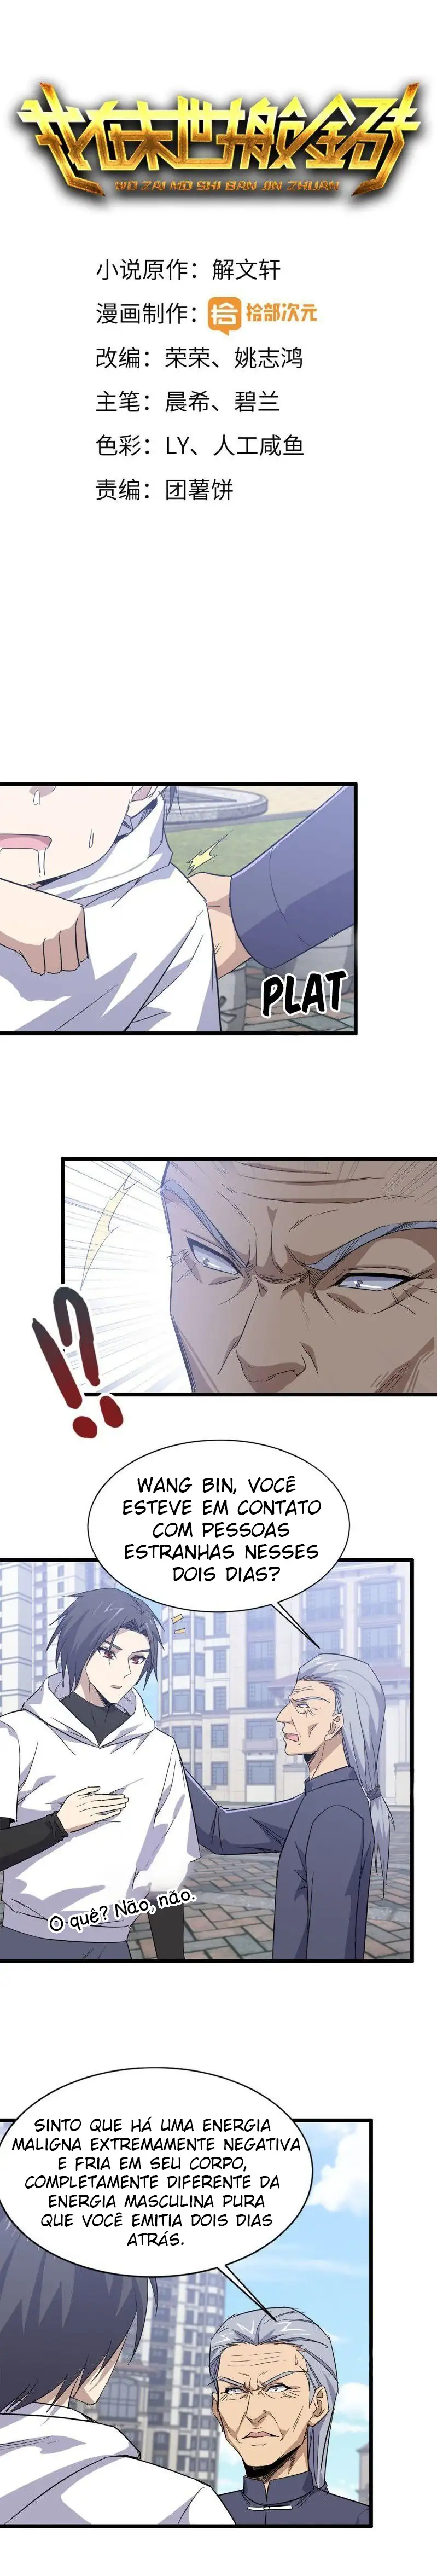 我在末世搬金砖
WO ZAI MO SHI BAN JIN ZHUAN
小说原作：解文轩
漫画制作：拾 拾部次元
改编：荣荣、姚志鸿
主笔：晨希、碧兰
色彩：LY、人工咸鱼
责编：团薯饼
PLAT
!?
WANG BIN, VOCÊ
ESTEVE EM CONTATO
COM PESSOAS
ESTRANHAS NESSES
DOIS DIAS?
O quê? Não, não.
SINTO QUE HÁ UMA ENERGIA
MALIGNA EXTREMAMENTE NEGATIVA
E FRIA EM SEU CORPO,
COMPLETAMENTE DIFERENTE DA
ENERGIA MASCULINA PURA
QUE VOCÊ EMITIA DOIS DIAS
ATRÁS.